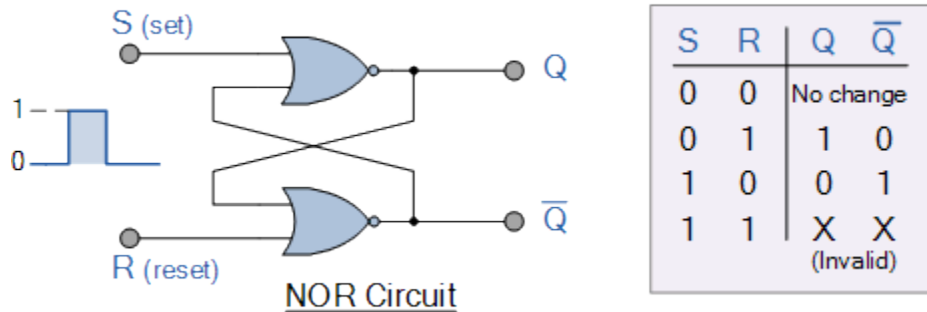 S (set)
Q
1
0
Q̅
R (reset)
NOR Circuit
S R Q Q̅
0 0 No change
0 1 1 0
1 0 0 1
1 1 X X
(Invalid)